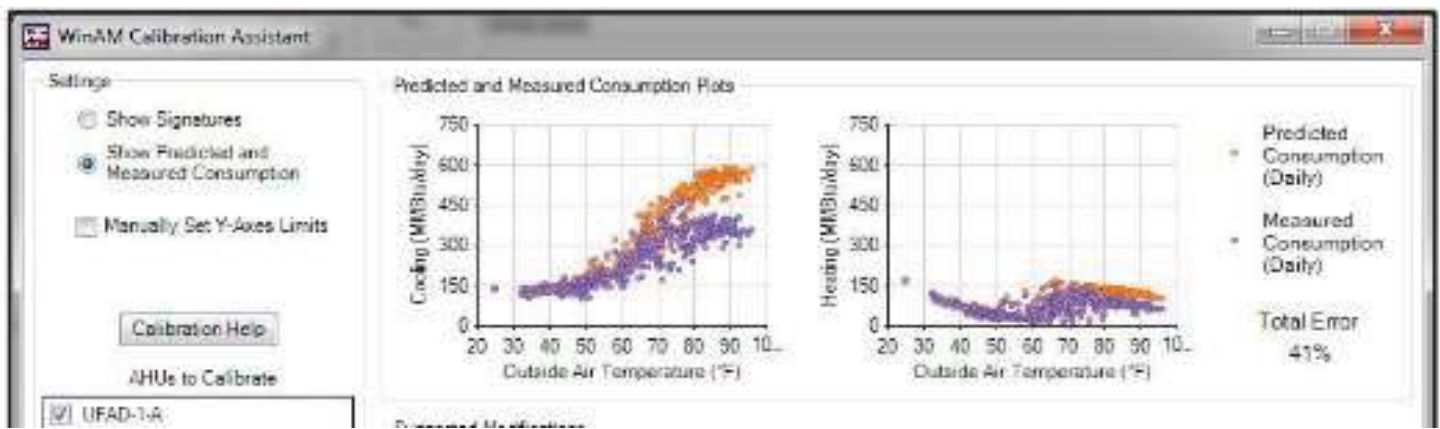 WinAM Calibration Assistant
Settings
Show Signatures
Show Predicted and
Measured Consumption
Manually Set Y-Axes Limits
Calibration Help
AHUs to Calibrate
UFAD-1-A
Predicted and Measured Consumption Plots
Cooling (MMBtu/day)
750
600
450
300
150
0
20 30 40 50 60 70 80 90 10...
Outside Air Temperature (°F)
Heating (MMBtu/day)
750
600
450
300
150
0
20 30 40 50 60 70 80 90 10...
Outside Air Temperature (°F)
Predicted
Consumption
(Daily)
Measured
Consumption
(Daily)
Total Error
41%
Suggested Modifications